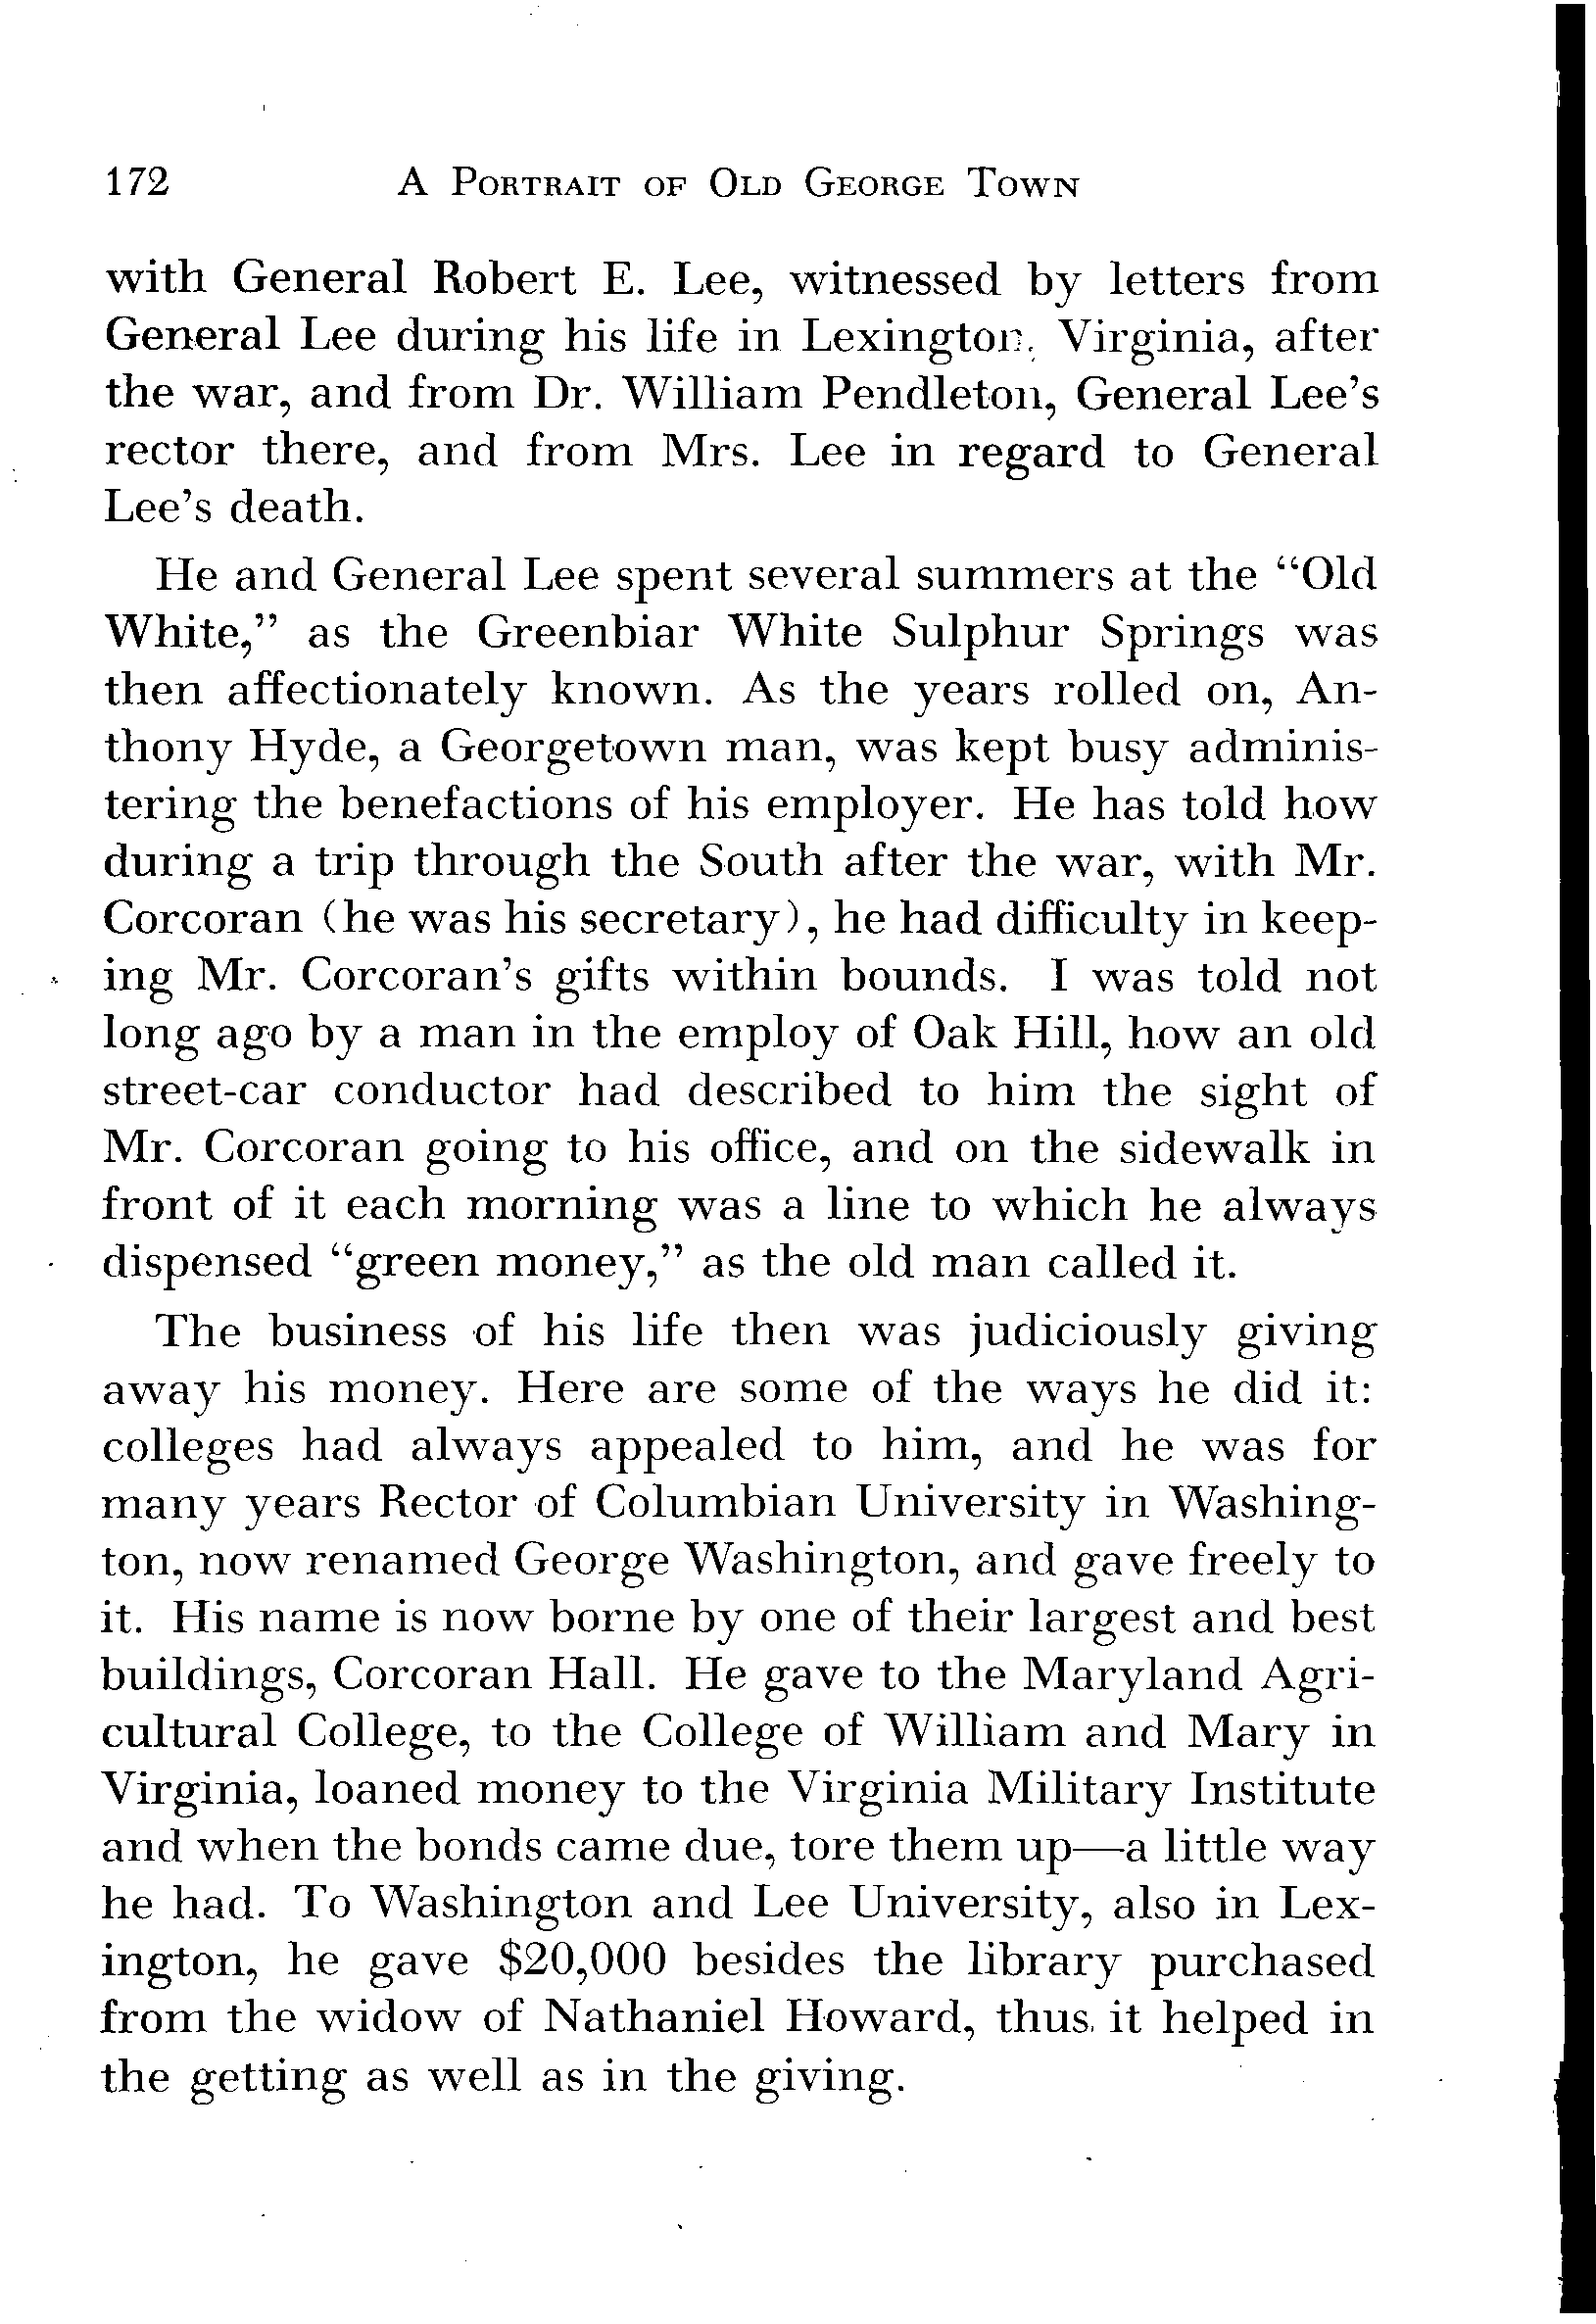 172 A Portrait of Old George Town
with General Robert E. Lee, witnessed by letters from
General Lee during his life in Lexington, Virginia, after
the war, and from Dr. William Pendleton, General Lee's
rector there, and from Mrs. Lee in regard to General
Lee's death.
He and General Lee spent several summers at the "Old
White," as the Greenbiar White Sulphur Springs was
then affectionately known. As the years rolled on, An-
thony Hyde, a Georgetown man, was kept busy adminis-
tering the benefactions of his employer. He has told how
during a trip through the South after the war, with Mr.
Corcoran (he was his secretary), he had difficulty in keep-
ing Mr. Corcoran's gifts within bounds. I was told not
long ago by a man in the employ of Oak Hill, how an old
street-car conductor had described to him the sight of
Mr. Corcoran going to his office, and on the sidewalk in
front of it each morning was a line to which he always
dispensed "green money," as the old man called it.
The business of his life then was judiciously giving
away his money. Here are some of the ways he did it:
colleges had always appealed to him, and he was for
many years Rector of Columbian University in Washing-
ton, now renamed George Washington, and gave freely to
it. His name is now borne by one of their largest and best
buildings, Corcoran Hall. He gave to the Maryland Agri-
cultural College, to the College of William and Mary in
Virginia, loaned money to the Virginia Military Institute
and when the bonds came due, tore them up—a little way
he had. To Washington and Lee University, also in Lex-
ington, he gave $20,000 besides the library purchased
from the widow of Nathaniel Howard, thus it helped in
the getting as well as in the giving.